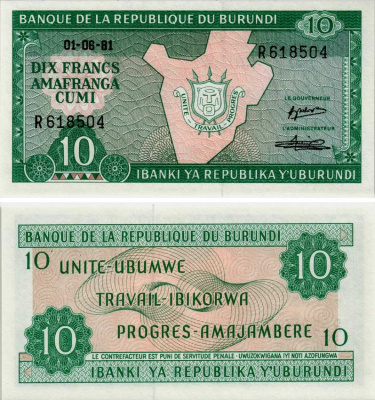 BANQUE DE LA REPUBLIQUE DU BURUNDI 10
01-06-81 R618504
DIX FRANCS
AMAFRANGA
CUMI
LE GOUVERNEUR
UNITE - TRAVAIL - PROGRES
R618504
L'ADMINISTRATEUR
10 IBANKI YA REPUBLIKA Y'UBURUNDI
BANQUE DE LA REPUBLIQUE DU BURUNDI
10 UNITE-UBUMWE 10
TRAVAIL-IBIKORWA
10 PROGRES-AMAJAMBERE 10
LE CONTREFACTEUR EST PUNI DE SERVITUDE PENALE - UWUZOKWIGANA IYI NOTI AZOFUNGWA
IBANKI YA REPUBLIKA Y'UBURUNDI